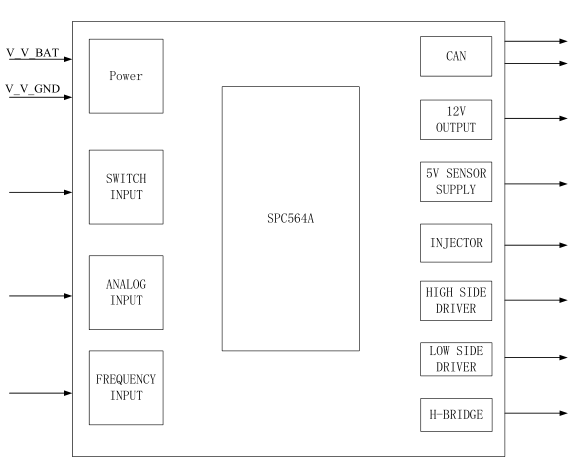 V_V_BAT
V_V_GND
Power
SWITCH
INPUT
ANALOG
INPUT
FREQUENCY
INPUT
SPC564A
CAN
12V
OUTPUT
5V SENSOR
SUPPLY
INJECTOR
HIGH SIDE
DRIVER
LOW SIDE
DRIVER
H-BRIDGE